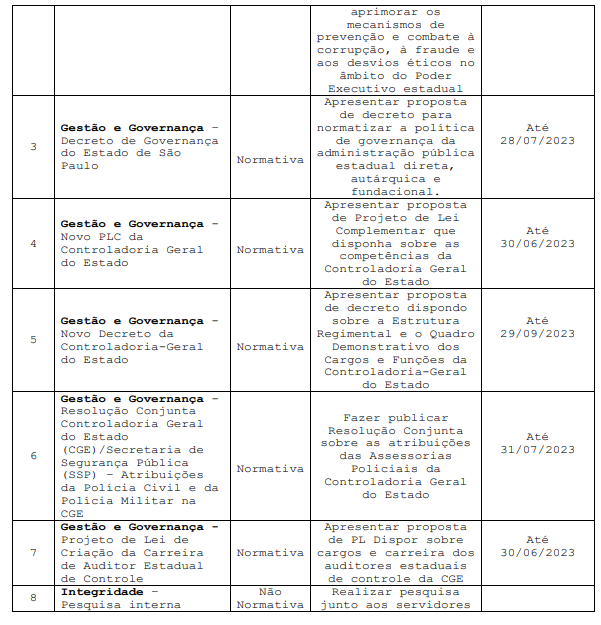 aprimorar os
mecanismos de
prevenção e combate à
corrupção, à fraude e
aos desvios éticos no
âmbito do Poder
Executivo estadual
3
Gestão e Governança –
Decreto de Governança
do Estado de São
Paulo
Normativa
Apresentar proposta
de decreto para
normatizar a política
de governança da
administração pública
estadual direta,
autárquica e
fundacional.
Até
28/07/2023
4
Gestão e Governança –
Novo PLC da
Controladoria Geral
do Estado
Normativa
Apresentar proposta
de Projeto de Lei
Complementar que
disponha sobre as
competências da
Controladoria Geral
do Estado
Até
30/06/2023
5
Gestão e Governança –
Novo Decreto da
Controladoria-Geral
do Estado
Normativa
Apresentar proposta
de decreto dispondo
sobre a Estrutura
Regimental e o Quadro
Demonstrativo dos
Cargos e Funções da
Controladoria-Geral
do Estado
Até
29/09/2023
6
Gestão e Governança –
Resolução Conjunta
Controladoria Geral
do Estado
(CGE)/Secretaria de
Segurança Pública
(SSP) – Atribuições
da Polícia Civil e da
Polícia Militar na
CGE
Normativa
Fazer publicar
Resolução Conjunta
sobre as atribuições
das Assessorias
Policiais da
Controladoria Geral
do Estado
Até
31/07/2023
7
Gestão e Governança –
Projeto de Lei de
Criação da Carreira
de Auditor Estadual
de Controle
Normativa
Apresentar proposta
de PL Dispor sobre
cargos e carreira dos
auditores estaduais
de controle da CGE
Até
30/06/2023
8
Integridade –
Pesquisa interna
Não
Normativa
Realizar pesquisa
junto aos servidores